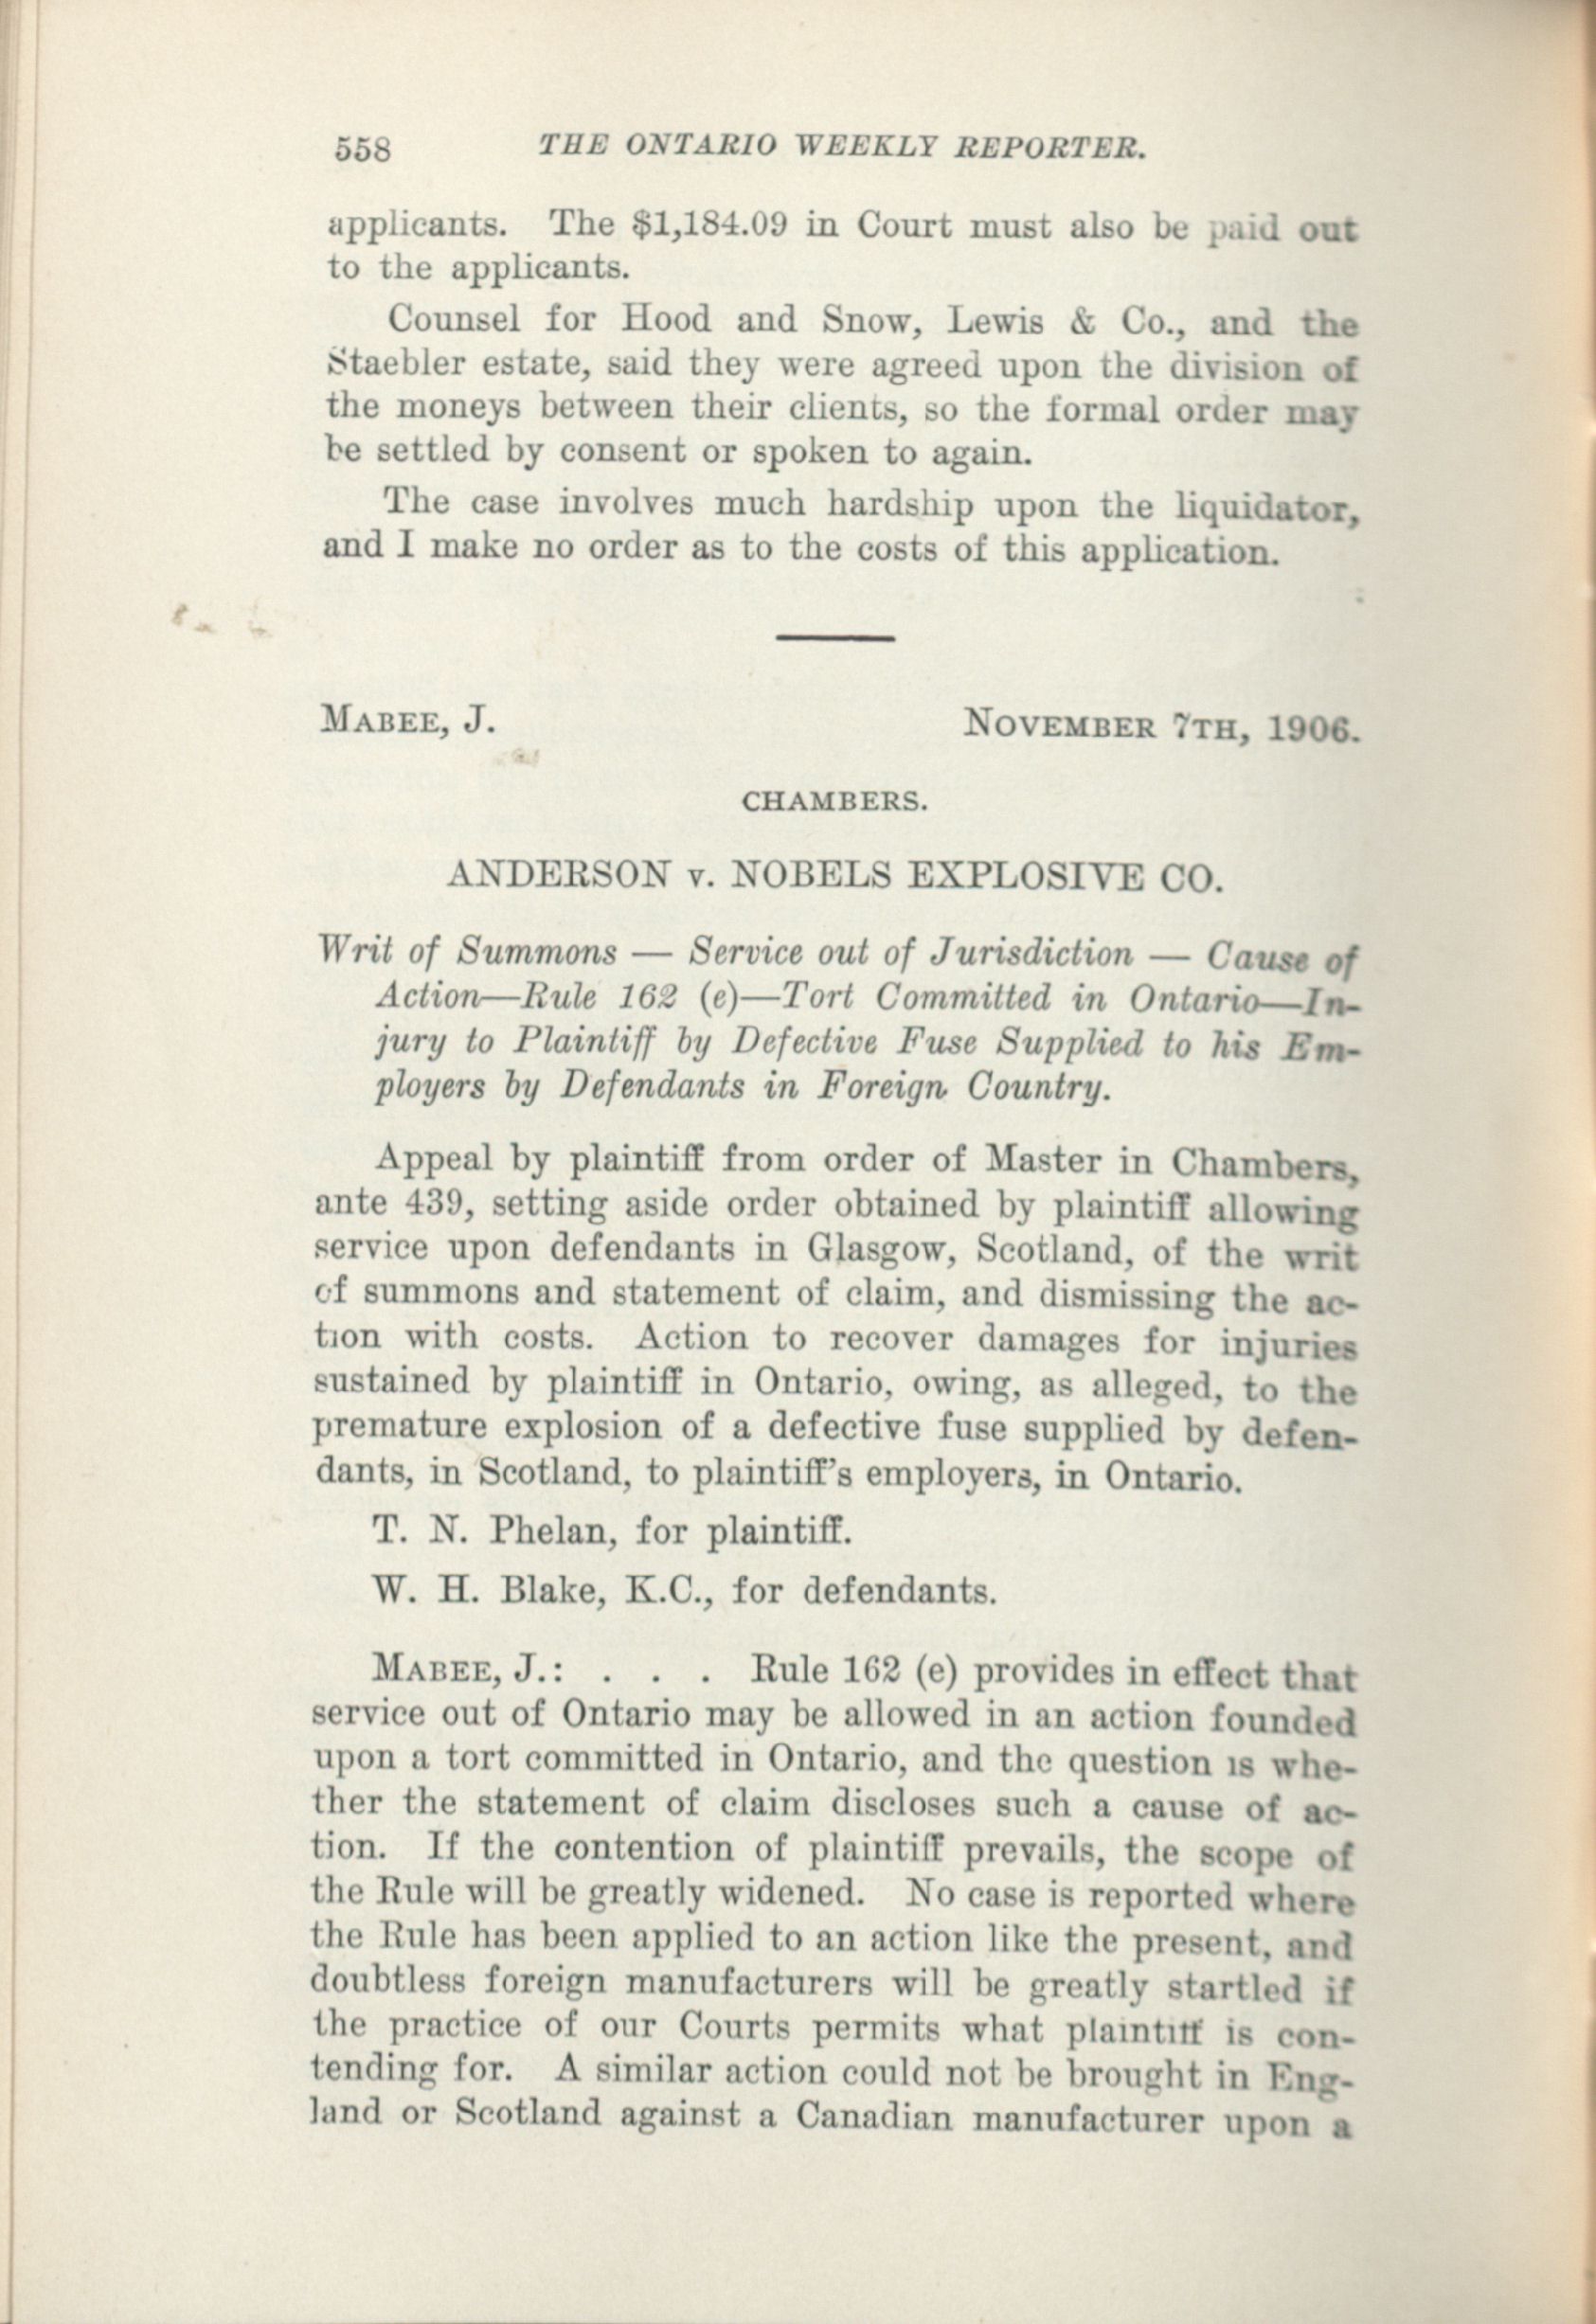 558 THE ONTARIO WEEKLY REPORTER.
applicants. The $1,184.09 in Court must also be paid out
to the applicants.
Counsel for Hood and Snow, Lewis & Co., and the
Staebler estate, said they were agreed upon the division of
the moneys between their clients, so the formal order may
be settled by consent or spoken to again.
The case involves much hardship upon the liquidator,
and I make no order as to the costs of this application.
MABEE, J. NOVEMBER 7TH, 1906.
CHAMBERS.
ANDERSON v. NOBELS EXPLOSIVE CO.
Writ of Summons — Service out of Jurisdiction — Cause of
Action—Rule 162 (e)—Tort Committed in Ontario—In-
jury to Plaintiff by Defective Fuse Supplied to his Em-
ployers by Defendants in Foreign Country.
Appeal by plaintiff from order of Master in Chambers,
ante 439, setting aside order obtained by plaintiff allowing
service upon defendants in Glasgow, Scotland, of the writ
of summons and statement of claim, and dismissing the ac-
tion with costs. Action to recover damages for injuries
sustained by plaintiff in Ontario, owing, as alleged, to the
premature explosion of a defective fuse supplied by defen-
dants, in Scotland, to plaintiff's employers, in Ontario.
T. N. Phelan, for plaintiff.
W. H. Blake, K.C., for defendants.
MABEE, J.: . . . Rule 162 (e) provides in effect that
service out of Ontario may be allowed in an action founded
upon a tort committed in Ontario, and the question is whe-
ther the statement of claim discloses such a cause of ac-
tion. If the contention of plaintiff prevails, the scope of
the Rule will be greatly widened. No case is reported where
the Rule has been applied to an action like the present, and
doubtless foreign manufacturers will be greatly startled if
the practice of our Courts permits what plaintiff is con-
tending for. A similar action could not be brought in Eng-
land or Scotland against a Canadian manufacturer upon a